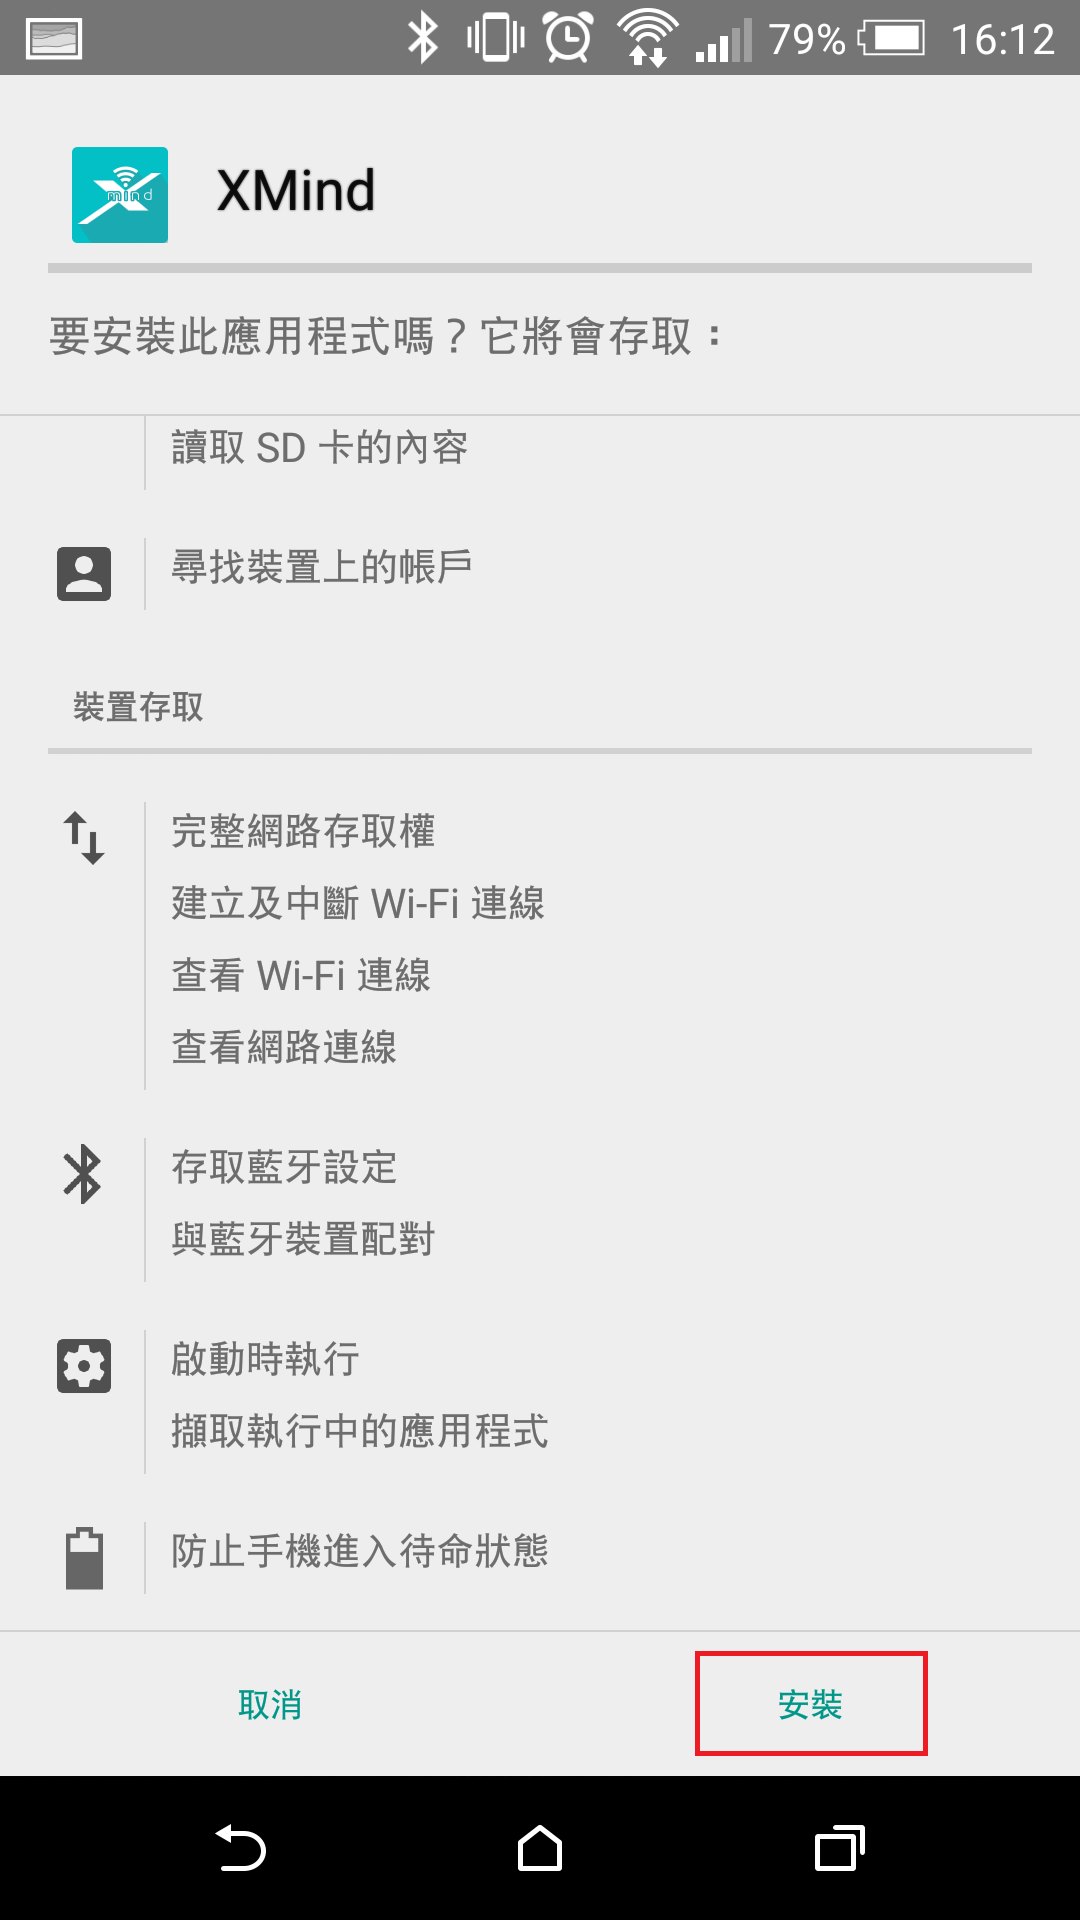 79% 16:12
mind
XMind
要安裝此應用程式嗎？它將會存取：
讀取 SD 卡的內容
尋找裝置上的帳戶
裝置存取
完整網路存取權
建立及中斷 Wi-Fi 連線
查看 Wi-Fi 連線
查看網路連線
存取藍牙設定
與藍牙裝置配對
啟動時執行
擷取執行中的應用程式
防止手機進入待命狀態
取消 安裝